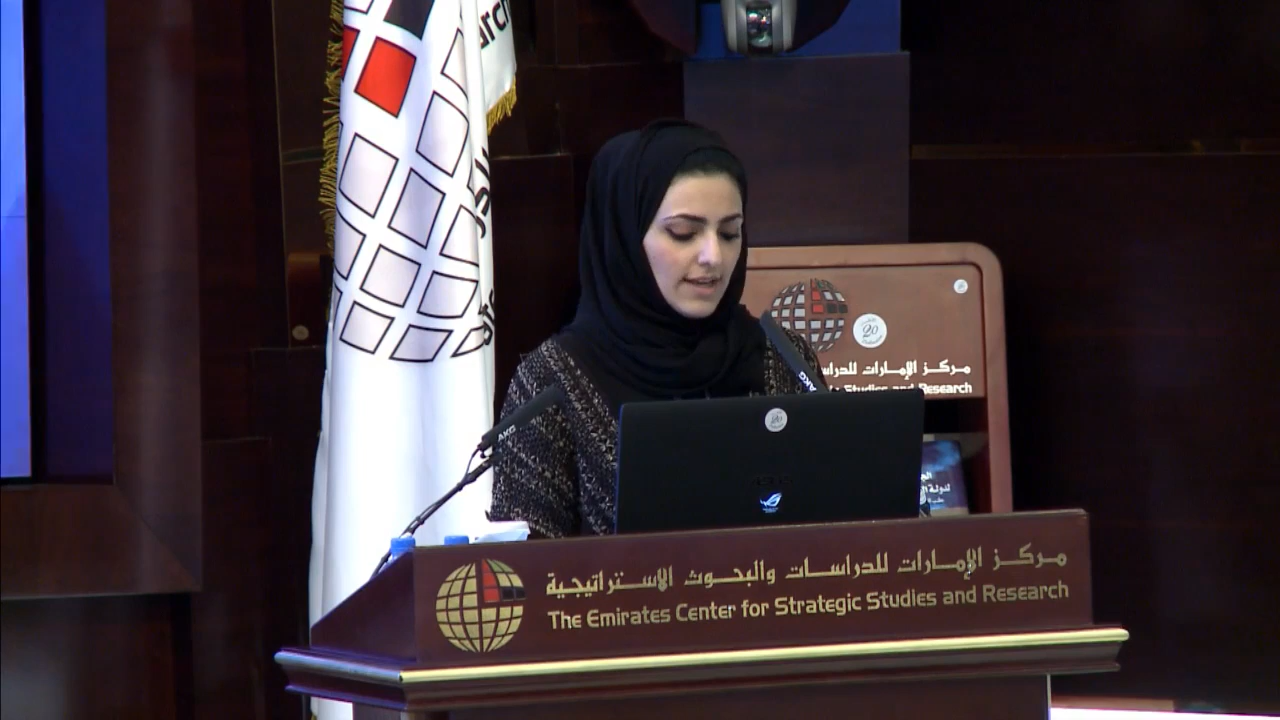 مركز الإمارات للدراسات
Studies and Research
20
AKG
AKG
مركز الإمارات للدراسات والبحوث الاستراتيجية
The Emirates Center for Strategic Studies and Research